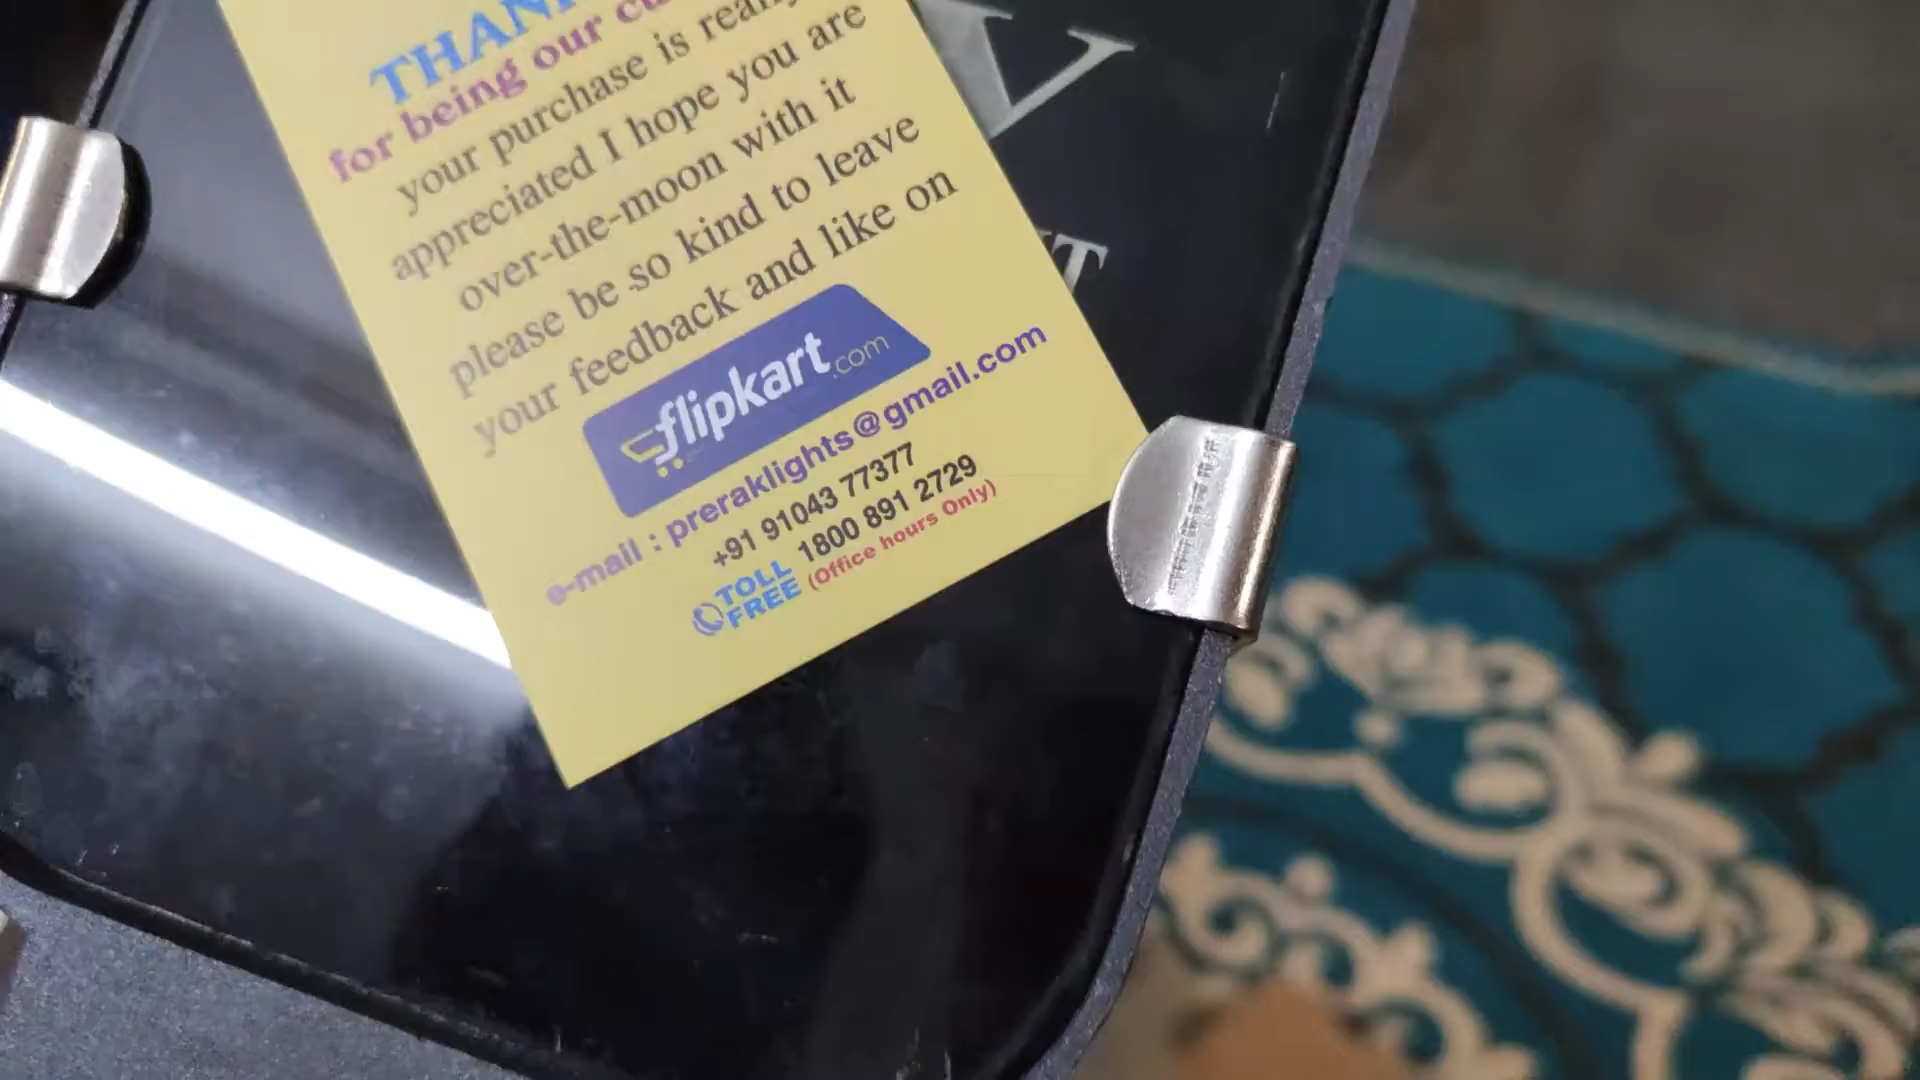 THANK
for being our
your purchase is really
appreciated I hope you are
over-the-moon with it
please be so kind to leave
your feedback and like on
flipkart.com
e-mail : preraklights@gmail.com
+91 91043 77377
TOLL FREE 1800 891 2729
(Office hours Only)
V